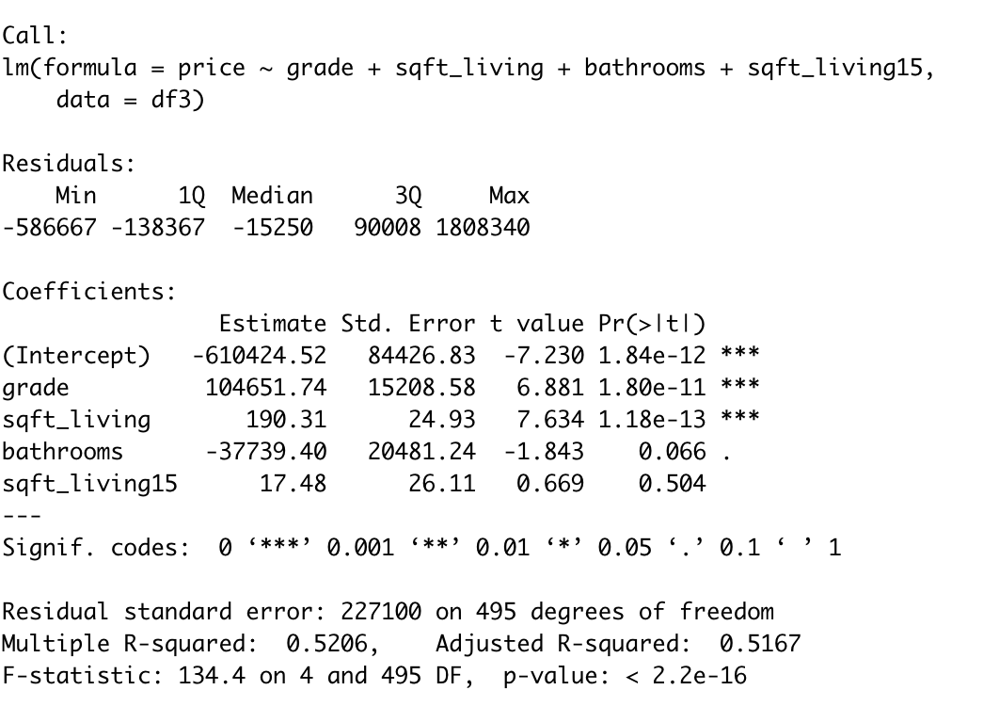 Call:
lm(formula = price ~ grade + sqft_living + bathrooms + sqft_living15,
    data = df3)

Residuals:
    Min      1Q  Median      3Q     Max
-586667 -138367  -15250   90008 1808340

Coefficients:
                Estimate Std. Error t value Pr(>|t|)
(Intercept)   -610424.52   84426.83  -7.230 1.84e-12 ***
grade          104651.74   15208.58   6.881 1.80e-11 ***
sqft_living       190.31      24.93   7.634 1.18e-13 ***
bathrooms      -37739.40   20481.24  -1.843    0.066 .
sqft_living15      17.48      26.11   0.669    0.504
---
Signif. codes:  0 ‘***’ 0.001 ‘**’ 0.01 ‘*’ 0.05 ‘.’ 0.1 ‘ ’ 1

Residual standard error: 227100 on 495 degrees of freedom
Multiple R-squared:  0.5206,    Adjusted R-squared:  0.5167
F-statistic: 134.4 on 4 and 495 DF,  p-value: < 2.2e-16